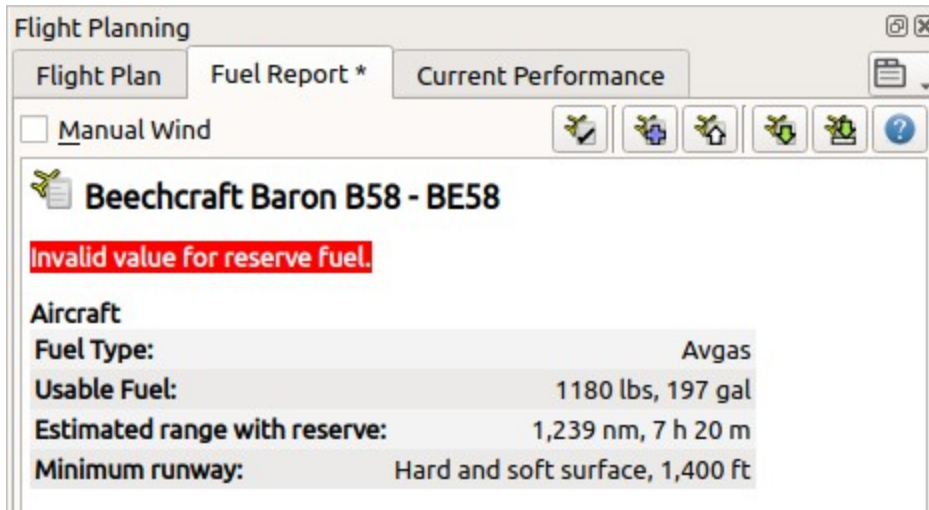 Flight Planning
Flight Plan Fuel Report * Current Performance
Manual Wind
Beechcraft Baron B58 - BE58
Invalid value for reserve fuel.
Aircraft
Fuel Type: Avgas
Usable Fuel: 1180 lbs, 197 gal
Estimated range with reserve: 1,239 nm, 7 h 20 m
Minimum runway: Hard and soft surface, 1,400 ft